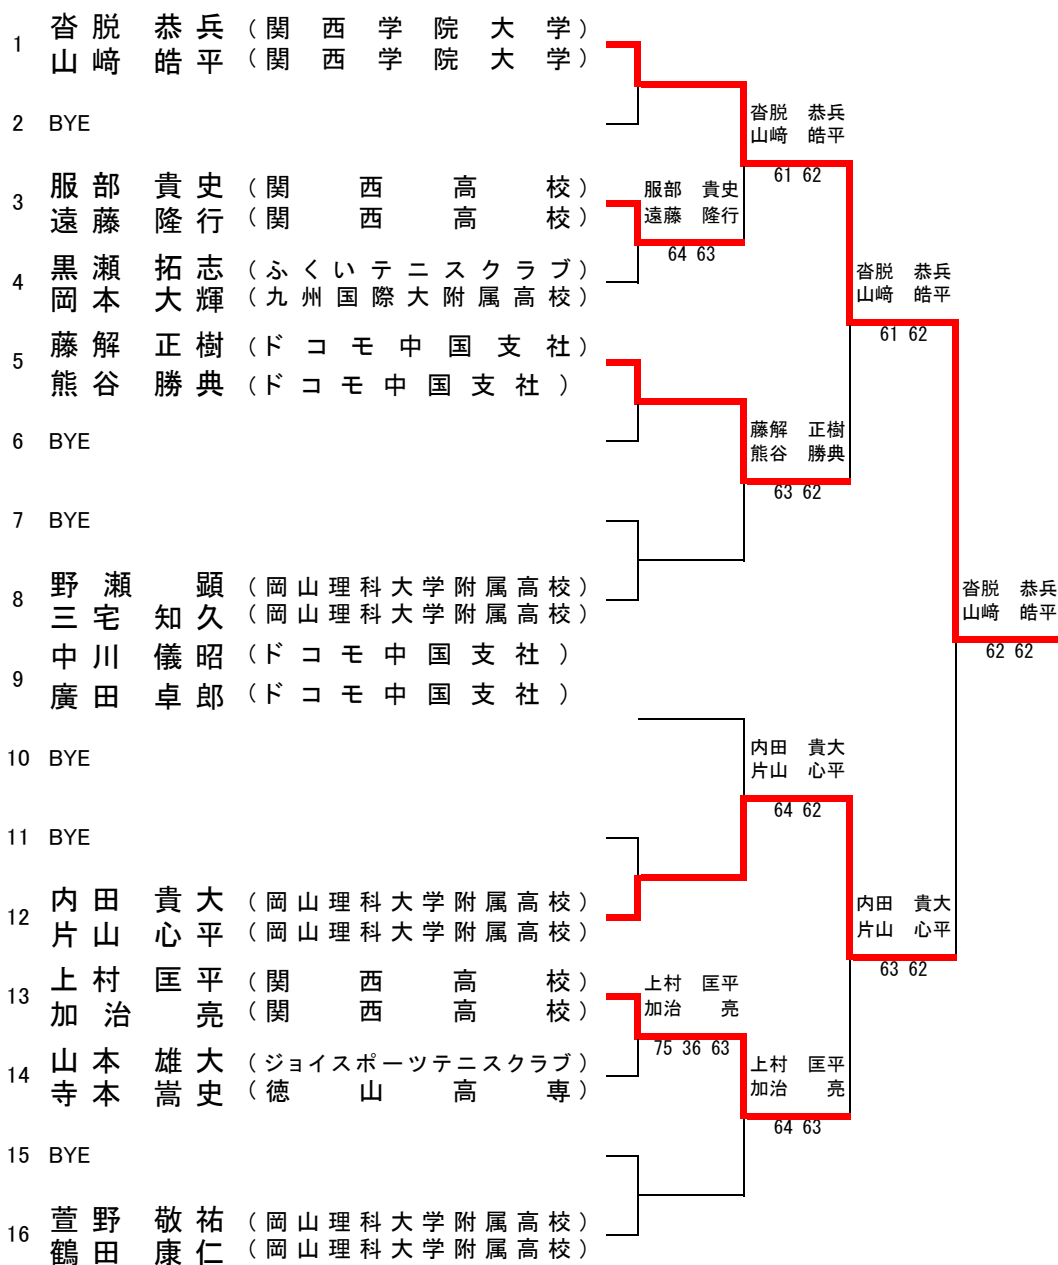 1 沓脱 恭兵 (関西学院大学)
山﨑 皓平 (関西学院大学)
2 BYE
3 服部 貴史 (関西高校)
遠藤 隆行 (関西高校)
4 黒瀬 拓志 (ふくいテニスクラブ)
岡本 大輝 (九州国際大附属高校)
5 藤解 正樹 (ドコモ中国支社)
熊谷 勝典 (ドコモ中国支社)
6 BYE
7 BYE
8 野瀬 顕 (岡山理科大学附属高校)
三宅 知久 (岡山理科大学附属高校)
9 中川 儀昭 (ドコモ中国支社)
廣田 卓郎 (ドコモ中国支社)
10 BYE
11 BYE
12 内田 貴大 (岡山理科大学附属高校)
片山 心平 (岡山理科大学附属高校)
13 上村 匡平 (関西高校)
加治 亮 (関西高校)
14 山本 雄大 (ジョイスポーツテニスクラブ)
寺本 嵩史 (徳山高専)
15 BYE
16 萱野 敬祐 (岡山理科大学附属高校)
鶴田 康仁 (岡山理科大学附属高校)
服部 貴史
遠藤 隆行
64 63
上村 匡平
加治 亮
75 36 63
沓脱 恭兵
山﨑 皓平
61 62
藤解 正樹
熊谷 勝典
63 62
内田 貴大
片山 心平
64 62
上村 匡平
加治 亮
64 63
沓脱 恭兵
山﨑 皓平
61 62
内田 貴大
片山 心平
63 62
沓脱 恭兵
山﨑 皓平
62 62